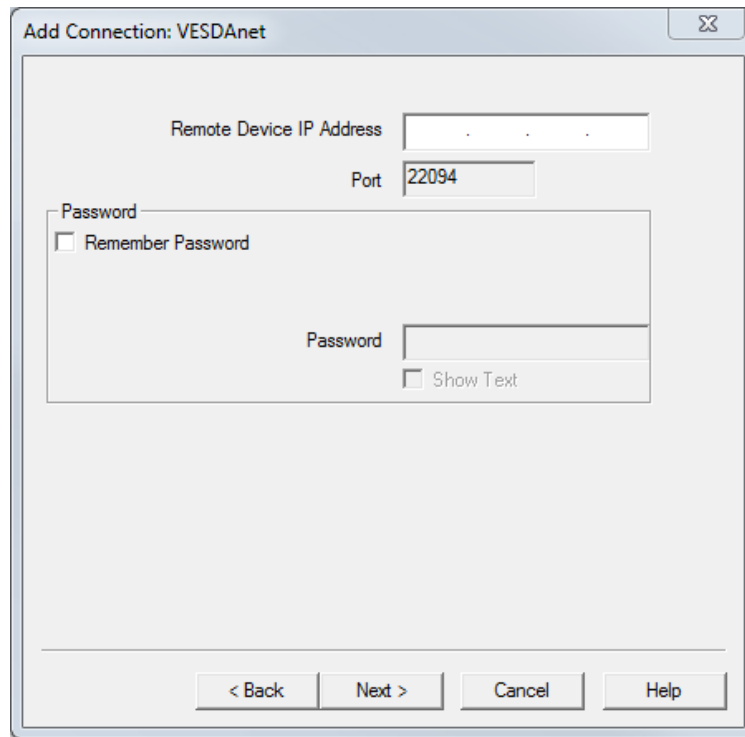 Add Connection: VESDAnet
Remote Device IP Address . . .
Port 22094
Password
Remember Password
Password
Show Text
< Back Next > Cancel Help